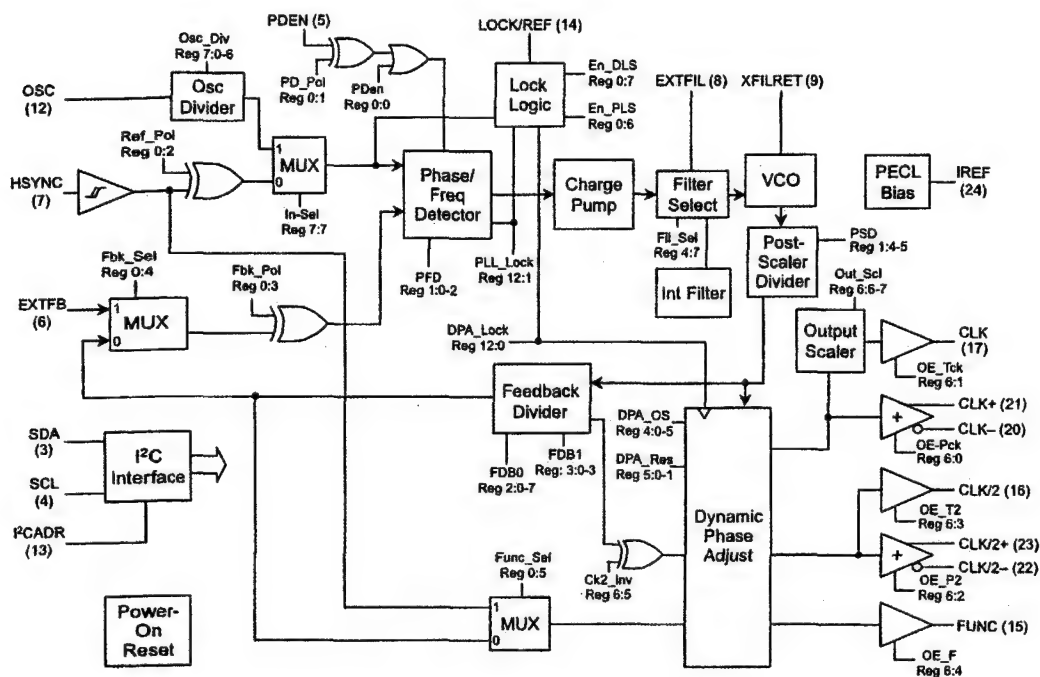 PDEN (5)
LOCK/REF (14)
Osc_Div
Reg 7:0-6
PD_Pol
Reg 0:1
PDen
Reg 0:0
Lock
Logic
En_DLS
Reg 0:7
En_PLS
Reg 0:6
EXTFIL (8)
XFILRET (9)
OSC
(12)
Osc
Divider
Ref_Pol
Reg 0:2
HSYNC
(7)
1
MUX
0
In-Sel
Reg 7:7
Phase/
Freq
Detector
Charge
Pump
Filter
Select
VCO
PECL
Bias
IREF
(24)
PFD
Reg 1:0-2
PLL_Lock
Reg 12:1
Fil_Sel
Reg 4:7
Int Filter
Post-
Scaler
Divider
PSD
Reg 1:4-5
Out_Scl
Reg 6:6-7
Fbk_Sel
Reg 0:4
Fbk_Pol
Reg 0:3
EXTFB
(6)
1
MUX
0
DPA_Lock
Reg 12:0
Output
Scaler
CLK
(17)
OE_Tck
Reg 6:1
Feedback
Divider
FDB0
Reg 2:0-7
FDB1
Reg: 3:0-3
DPA_OS
Reg 4:0-5
DPA_Res
Reg 5:0-1
+
CLK+ (21)
CLK– (20)
OE-Pck
Reg 6:0
SDA
(3)
SCL
(4)
I²CADR
(13)
I²C
Interface
Dynamic
Phase
Adjust
CLK/2 (16)
OE_T2
Reg 6:3
Ck2_Inv
Reg 6:5
+
CLK/2+ (23)
CLK/2– (22)
OE_P2
Reg 6:2
Func_Sel
Reg 0:5
1
MUX
0
Power-
On
Reset
FUNC (15)
OE_F
Reg 6:4